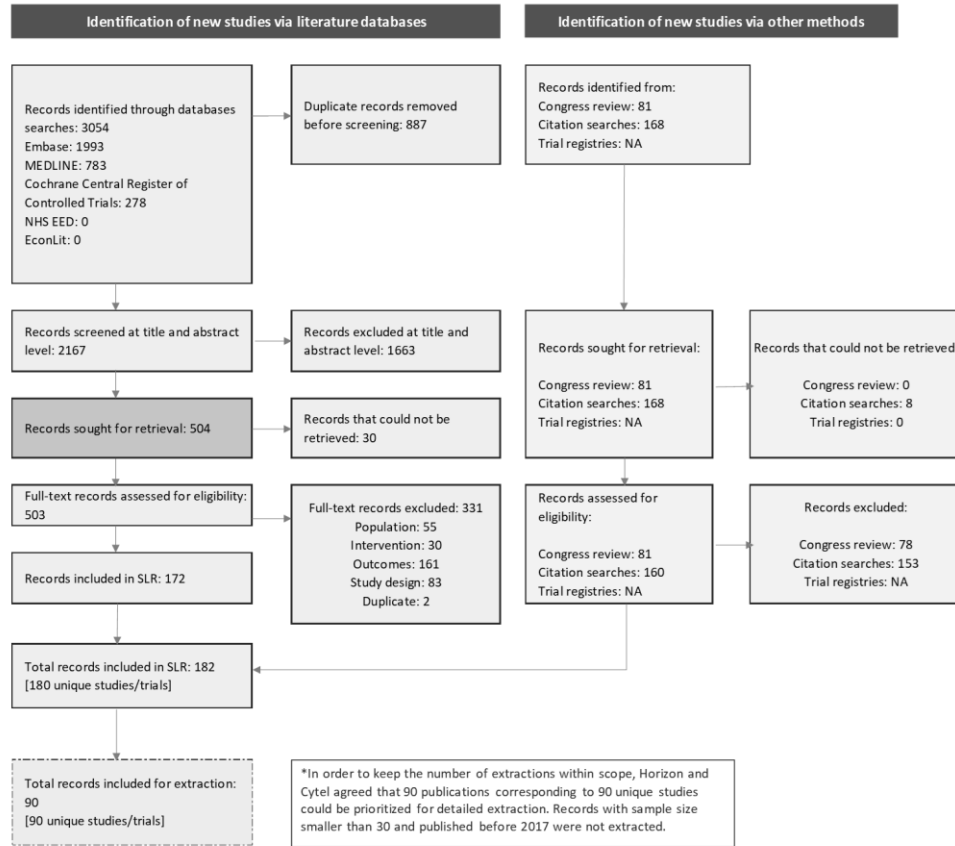 Identification of new studies via literature databases
Identification of new studies via other methods
Records identified through databases
searches: 3054
Embase: 1993
MEDLINE: 783
Cochrane Central Register of
Controlled Trials: 278
NHS EED: 0
EconLit: 0
Duplicate records removed
before screening: 887
Records identified from:
Congress review: 81
Citation searches: 168
Trial registries: NA
Records screened at title and abstract
level: 2167
Records excluded at title and
abstract level: 1663
Records sought for retrieval:
Congress review: 81
Citation searches: 168
Trial registries: NA
Records that could not be retrieved
Congress review: 0
Citation searches: 8
Trial registries: 0
Records sought for retrieval: 504
Records that could not be
retrieved: 30
Full-text records assessed for eligibility:
503
Full-text records excluded: 331
Population: 55
Intervention: 30
Outcomes: 161
Study design: 83
Duplicate: 2
Records assessed for
eligibility:
Congress review: 81
Citation searches: 160
Trial registries: NA
Records excluded:
Congress review: 78
Citation searches: 153
Trial registries: NA
Records included in SLR: 172
Total records included in SLR: 182
[180 unique studies/trials]
Total records included for extraction:
90
[90 unique studies/trials]
*In order to keep the number of extractions within scope, Horizon and
Cytel agreed that 90 publications corresponding to 90 unique studies
could be prioritized for detailed extraction. Records with sample size
smaller than 30 and published before 2017 were not extracted.